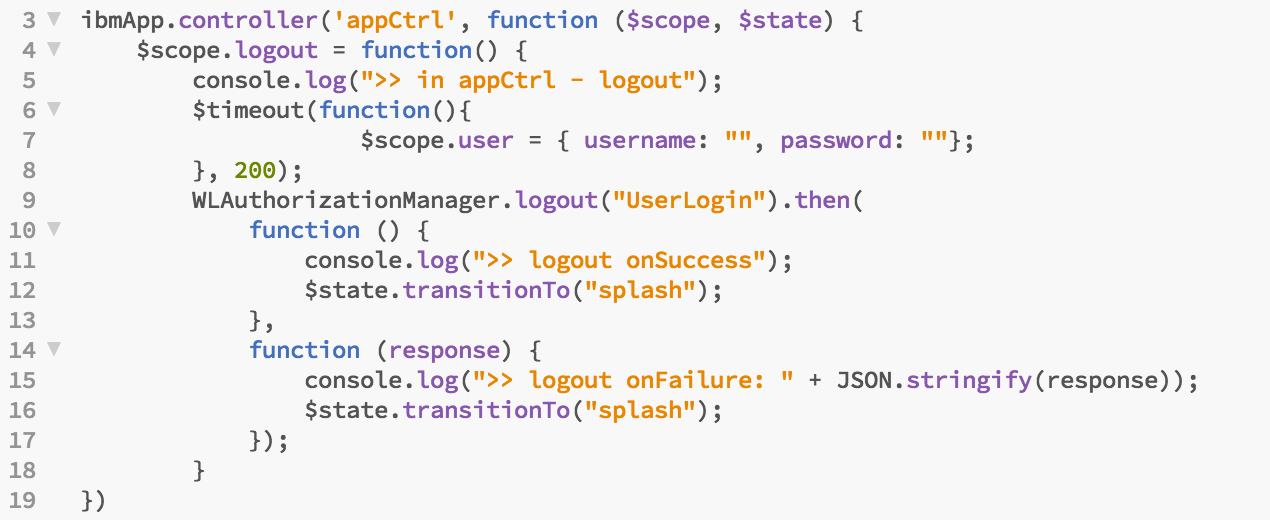 3 ibmApp.controller('appCtrl', function ($scope, $state) {
4     $scope.logout = function() {
5         console.log(">> in appCtrl - logout");
6         $timeout(function(){
7                     $scope.user = { username: "", password: ""};
8         }, 200);
9         WLAuthorizationManager.logout("UserLogin").then(
10             function () {
11                 console.log(">> logout onSuccess");
12                 $state.transitionTo("splash");
13             },
14             function (response) {
15                 console.log(">> logout onFailure: " + JSON.stringify(response));
16                 $state.transitionTo("splash");
17             });
18         }
19 })